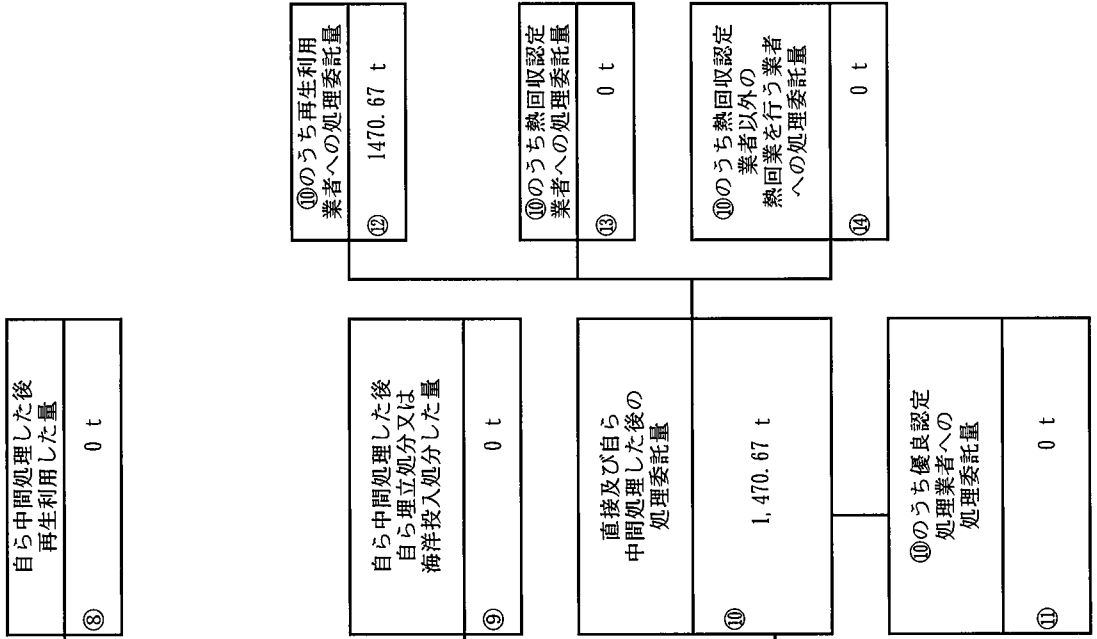 自ら中間処理した後
再生利用した量
⑧ 0 t
自ら中間処理した後
自ら埋立処分又は
海洋投入処分した量
⑨ 0 t
直接及び自ら
中間処理した後の
処理委託量
⑩ 1,470.67 t
⑩のうち優良認定
処理業者への
処理委託量
⑪ 0 t
⑩のうち再生利用
業者への処理委託量
⑫ 1470.67 t
⑩のうち熱回収認定
業者への処理委託量
⑬ 0 t
⑩のうち熱回収認定
業者以外の
熱回業を行う業者
への処理委託量
⑭ 0 t